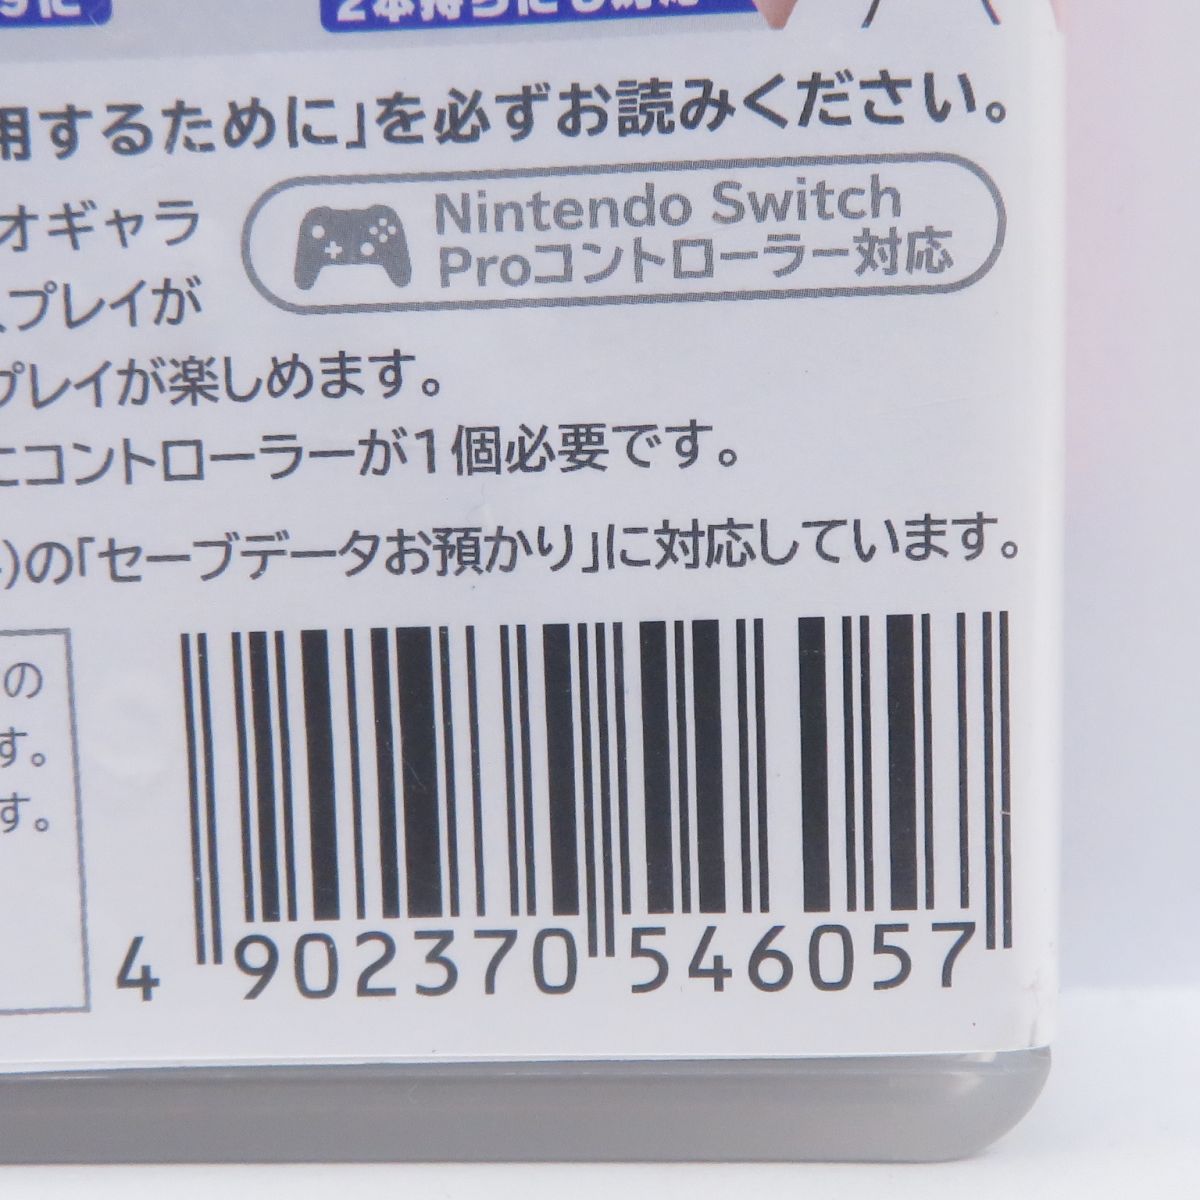 用するために」を必ずお読みください。
オギャラ
Nintendo Switch
Proコントローラー対応
プレイが
プレイが楽しめます。
にコントローラーが1個必要です。
)の「セーブデータお預かり」に対応しています。
の
す。
す。
4 902370 546057